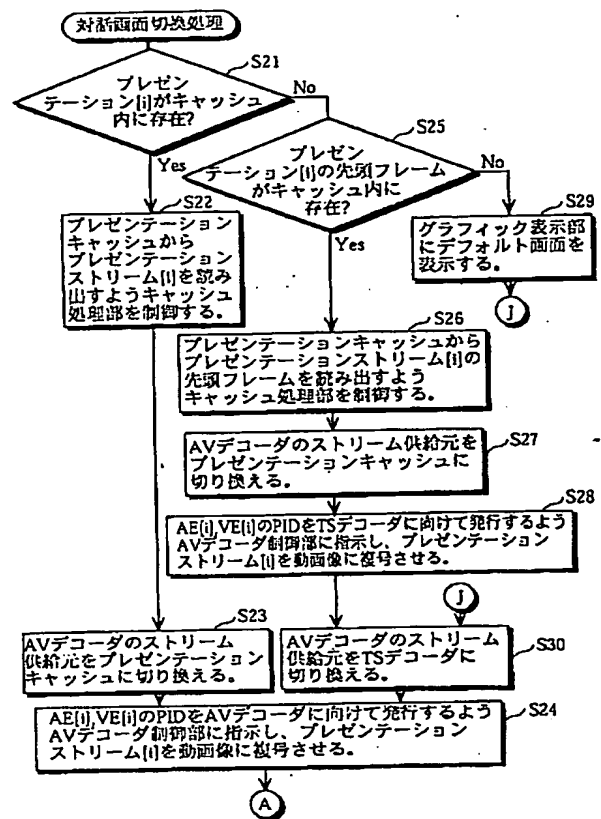 対話画面切換処理
S21
プレゼン
テーション[i]がキャッシュ
内に存在?
No
Yes
S25
プレゼン
テーション[i]の先頭フレーム
がキャッシュ内に
存在?
No
Yes
S22
プレゼンテーション
キャッシュから
プレゼンテーション
ストリーム[i]を読み
出すようキャッシュ
処理部を制御する。
S29
グラフィック表示部
にデフォルト画面を
表示する。
J
S26
プレゼンテーションキャッシュから
プレゼンテーションストリーム[i]の
先頭フレームを読み出すよう
キャッシュ処理部を制御する。
S27
AVデコーダのストリーム供給元を
プレゼンテーションキャッシュに
切り換える。
S28
AE[i],VE[i]のPIDをTSデコーダに向けて発行するよう
AVデコーダ制御部に指示し、プレゼンテーション
ストリーム[i]を動画像に復号させる。
J
S23
AVデコーダのストリーム
供給元をプレゼンテーション
キャッシュに切り換える。
S30
AVデコーダのストリーム
供給元をTSデコーダに
切り換える。
S24
AE[i],VE[i]のPIDをAVデコーダに向けて発行するよう
AVデコーダ制御部に指示し、プレゼンテーション
ストリーム[i]を動画像に復号させる。
A